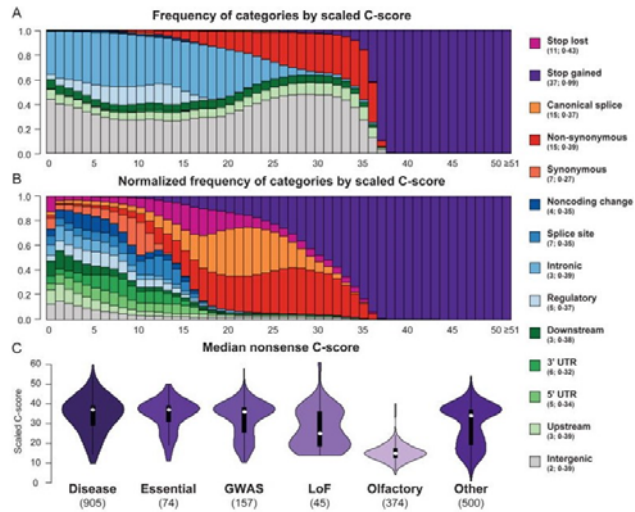 A
Frequency of categories by scaled C-score
1.0
0.8
0.6
0.4
0.2
0.0
0 5 10 15 20 25 30 35 40 45 50 ≥51
B
Normalized frequency of categories by scaled C-score
1.0
0.8
0.6
0.4
0.2
0.0
0 5 10 15 20 25 30 35 40 45 50 ≥51
C
Median nonsense C-score
Scaled C-score
60
50
40
30
20
10
0
Disease Essential GWAS LoF Olfactory Other
(905) (74) (157) (45) (374) (500)
Stop lost
(11; 0-43)
Stop gained
(37; 0-99)
Canonical splice
(15; 0-37)
Non-synonymous
(15; 0-39)
Synonymous
(7; 0-27)
Noncoding change
(4; 0-35)
Splice site
(7; 0-35)
Intronic
(3; 0-39)
Regulatory
(5; 0-37)
Downstream
(3; 0-38)
3' UTR
(6; 0-32)
5' UTR
(5; 0-34)
Upstream
(3; 0-39)
Intergenic
(2; 0-39)